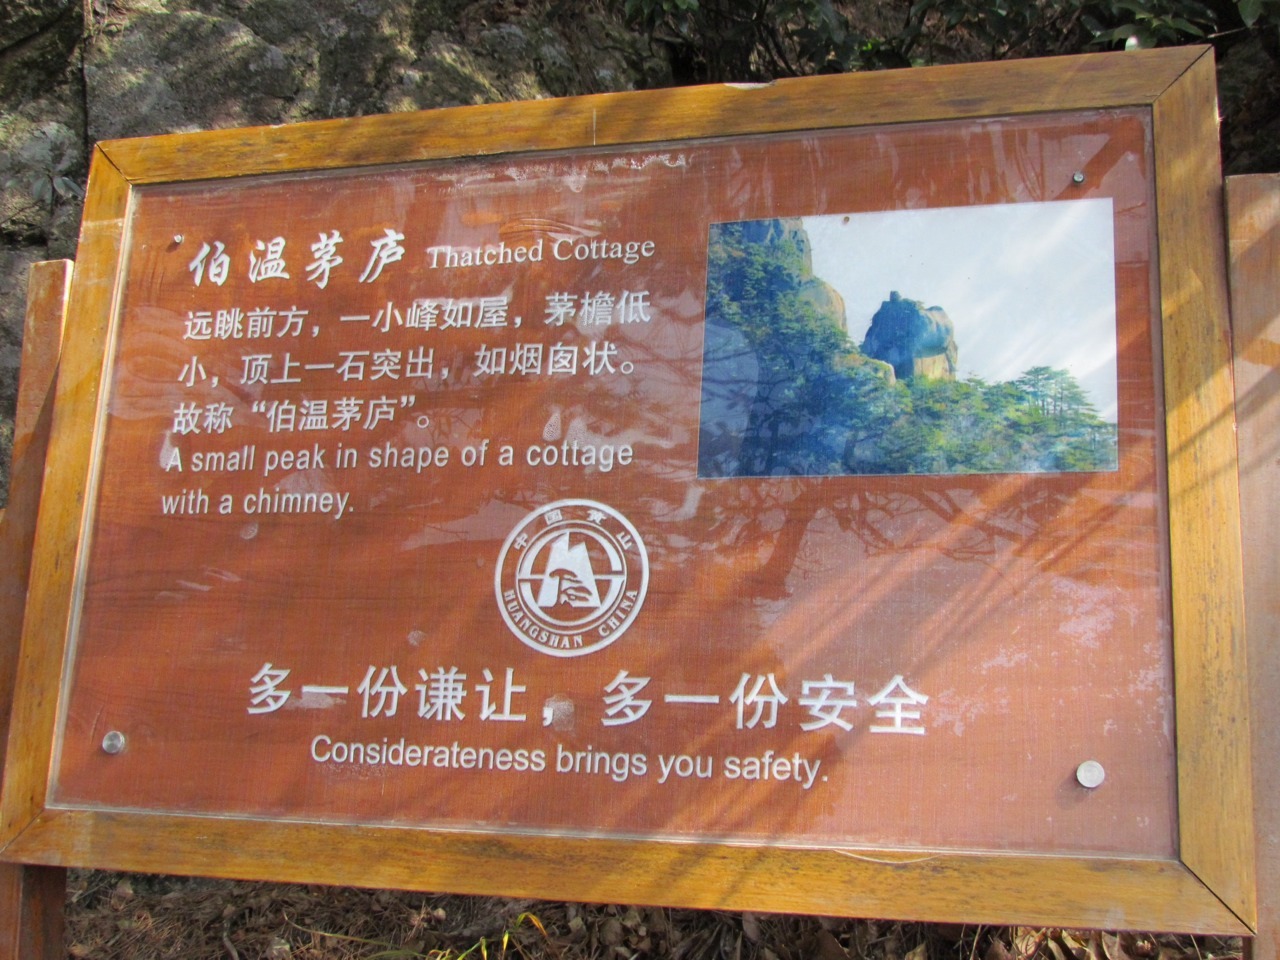 伯温茅庐 Thatched Cottage
远眺前方，一小峰如屋，茅檐低
小，顶上一石突出，如烟囱状。
故称“伯温茅庐”。
A small peak in shape of a cottage
with a chimney.
中国黄山
HUANGSHAN CHINA
多一份谦让，多一份安全
Considerateness brings you safety.